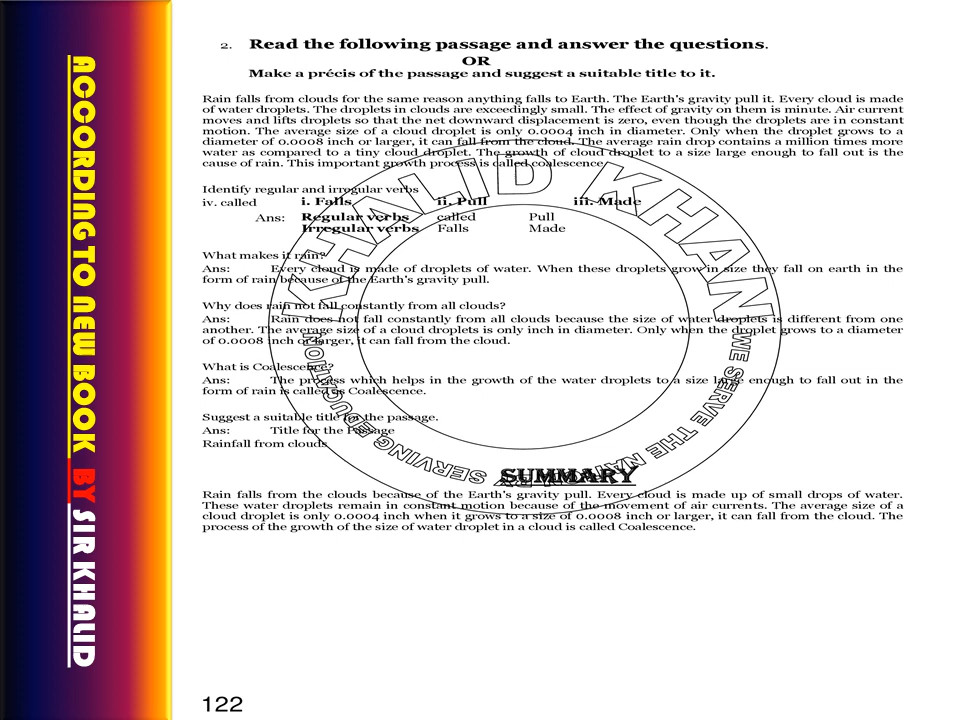 ACCORDING TO NEW BOOK BY SIR KHALID
2. Read the following passage and answer the questions.
OR
Make a précis of the passage and suggest a suitable title to it.
Rain falls from clouds for the same reason anything falls to Earth. The Earth's gravity pull it. Every cloud is made
of water droplets. The droplets in clouds are exceedingly small. The effect of gravity on them is minute. Air current
moves and lifts droplets so that the net downward displacement is zero, even though the droplets are in constant
motion. The average size of a cloud droplet is only 0.0004 inch in diameter. Only when the droplet grows to a
diameter of 0.0008 inch or larger, it can fall from the cloud. The average rain drop contains a million times more
water as compared to a tiny cloud droplet. The growth of cloud droplet to a size large enough to fall out is the
cause of rain. This important growth process is called coalescence.
Identify regular and irregular verbs
iv. called i. Falls ii. Pull iii. Made
Ans: Regular verbs called Pull
Irregular verbs Falls Made
What makes it rain?
Ans: Every cloud is made of droplets of water. When these droplets grow in size they fall on earth in the
form of rain because of the Earth's gravity pull.
Why does rain not fall constantly from all clouds?
Ans: Rain does not fall constantly from all clouds because the size of water droplets is different from one
another. The average size of a cloud droplets is only inch in diameter. Only when the droplet grows to a diameter
of 0.0008 inch or larger, it can fall from the cloud.
What is Coalescence?
Ans: The process which helps in the growth of the water droplets to a size large enough to fall out in the
form of rain is called as Coalescence.
Suggest a suitable title for the passage.
Ans: Title for the Passage
Rainfall from clouds
SUMMARY
Rain falls from the clouds because of the Earth's gravity pull. Every cloud is made up of small drops of water.
These water droplets remain in constant motion because of the movement of air currents. The average size of a
cloud droplet is only 0.0004 inch when it grows to a size of 0.0008 inch or larger, it can fall from the cloud. The
process of the growth of the size of water droplet in a cloud is called Coalescence.
KHALID KHAN
WE SERVE THE NATION BY SERVING EDUCATION
122